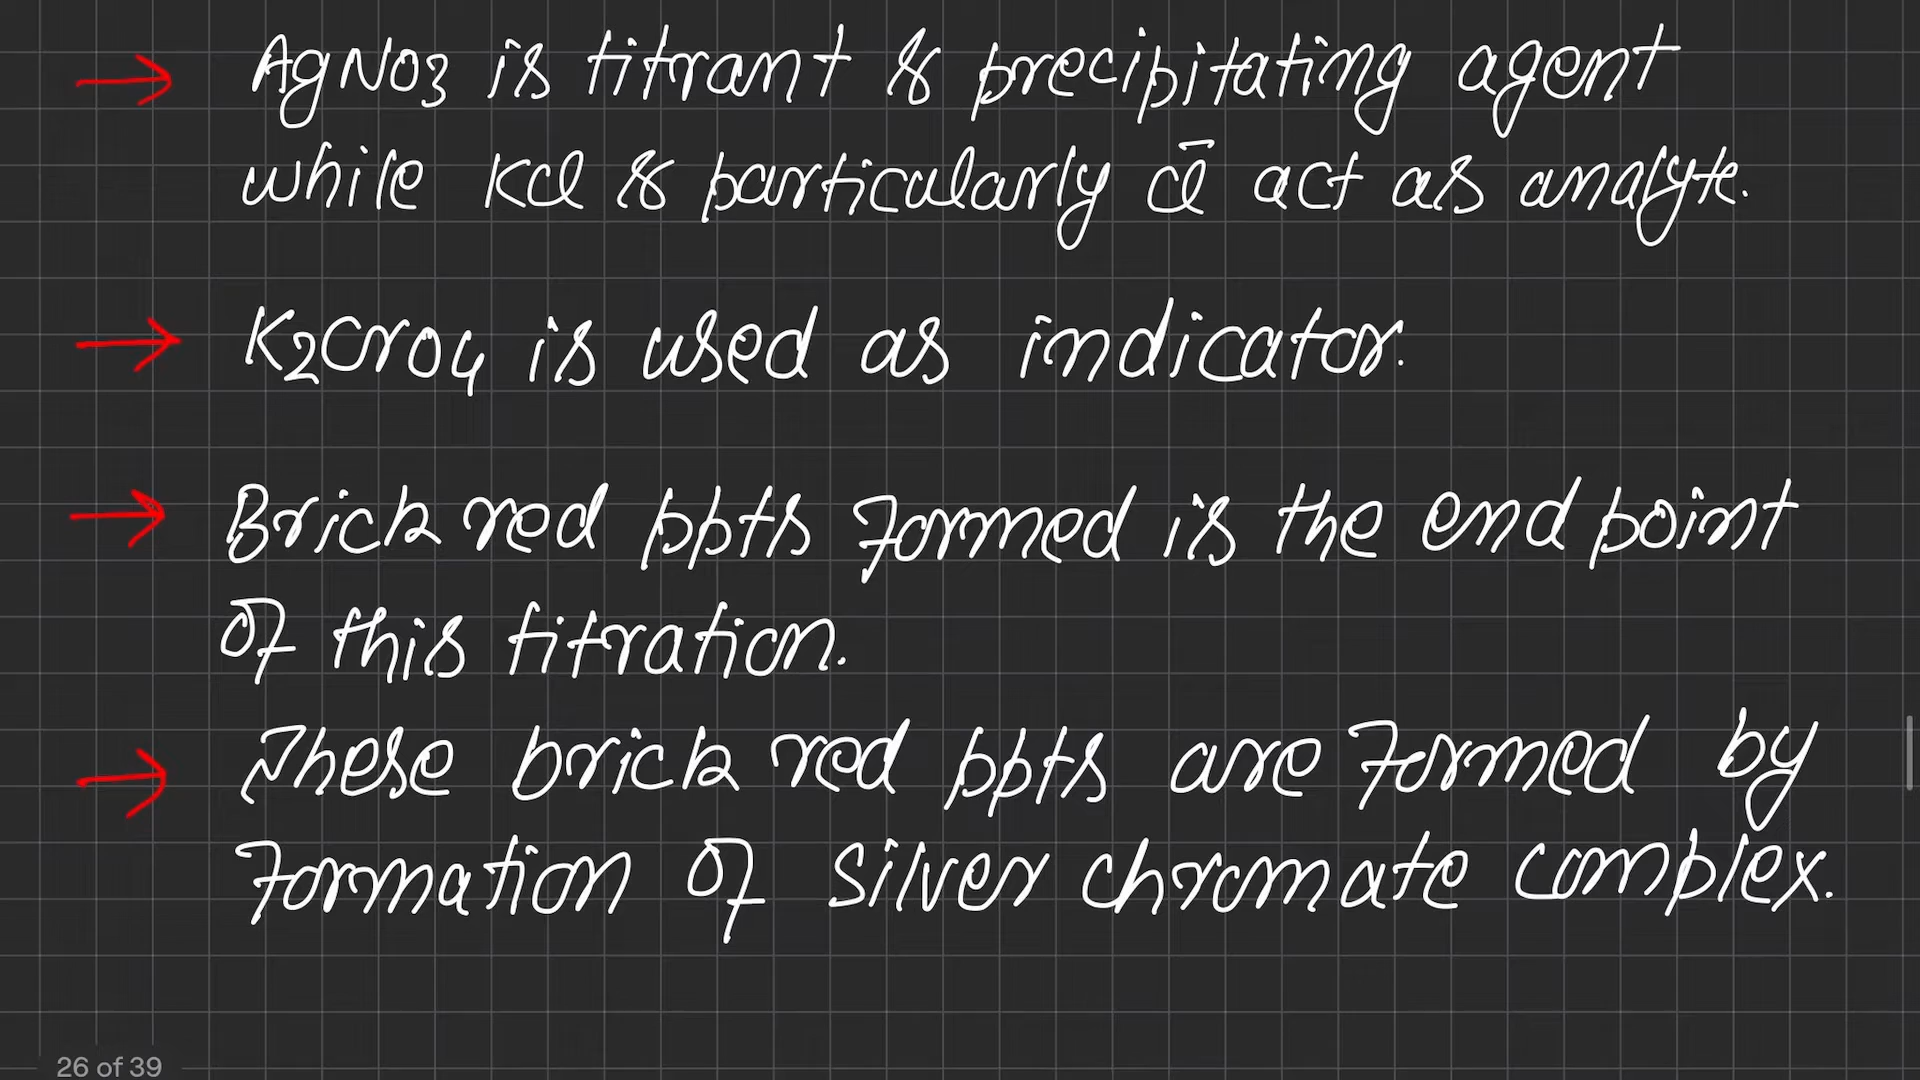 AgNO3 is titrant & precipitating agent
while KCl & particularly Cl̄ act as analyte.
K2CrO4 is used as indicator.
Brick red ppts formed is the end point
of this titration.
These brick red ppts are formed by
formation of silver chromate complex.
26 of 39